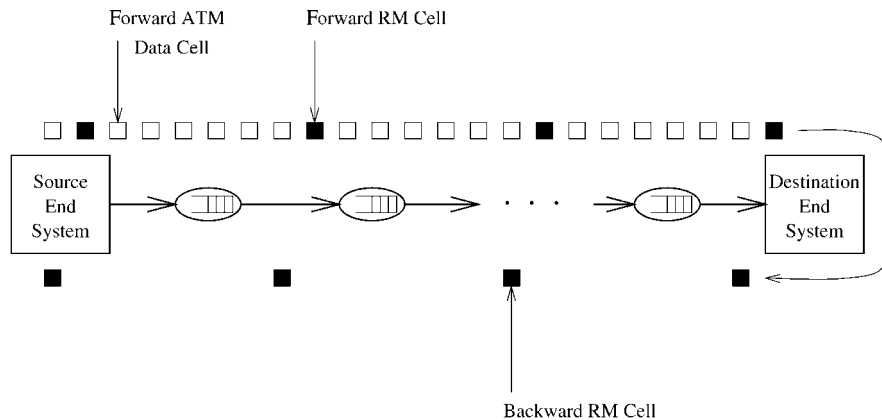 Forward ATM
Data Cell
Forward RM Cell
Source
End
System
. . .
Destination
End
System
Backward RM Cell